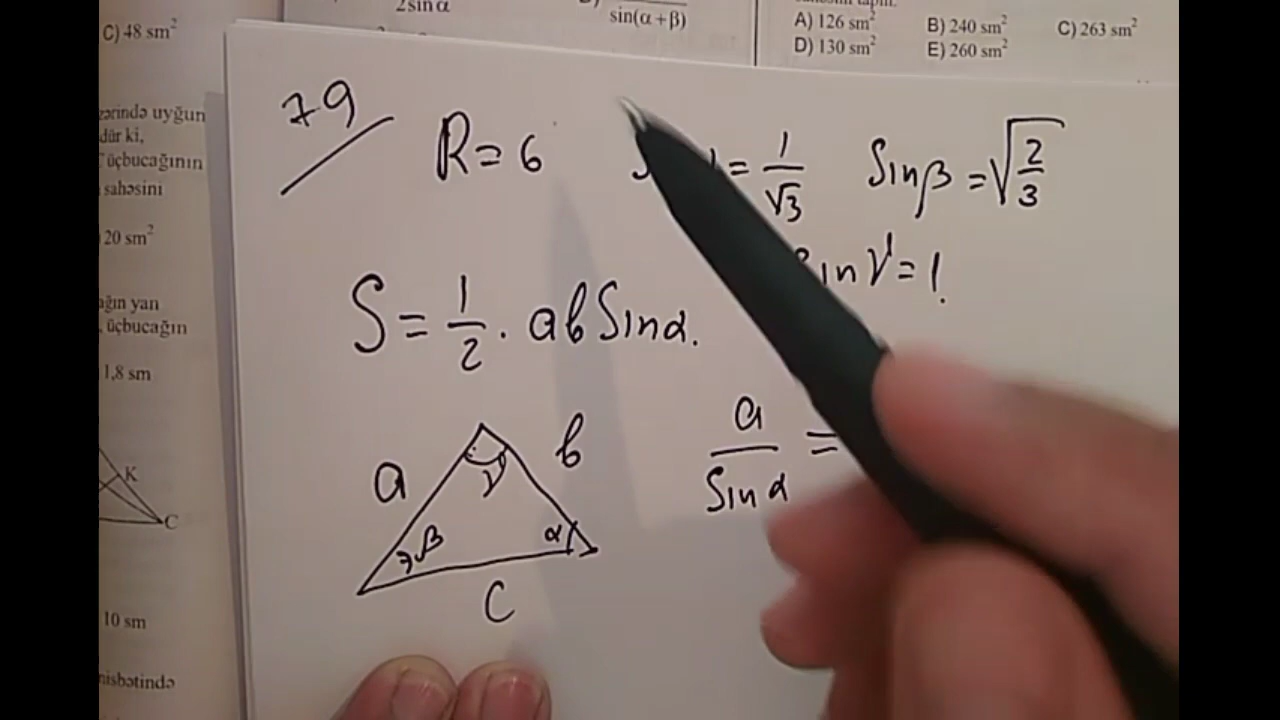 2sinα
sin(α+β)
A) 126 sm² B) 240 sm² C) 263 sm²
D) 130 sm² E) 260 sm²
C) 48 sm²
zərində uyğun
dür ki,
üçbucağının
sahəsini
20 sm²
ağın yan
, üçbucağın
1,8 sm
K
C
10 sm
nisbətində
79
R=6
= 1/√3 Sinβ = √(2/3)
Sinγ=1.
S = 1/2 · ab Sinα.
a b
γ
β α
C
a/Sinα =